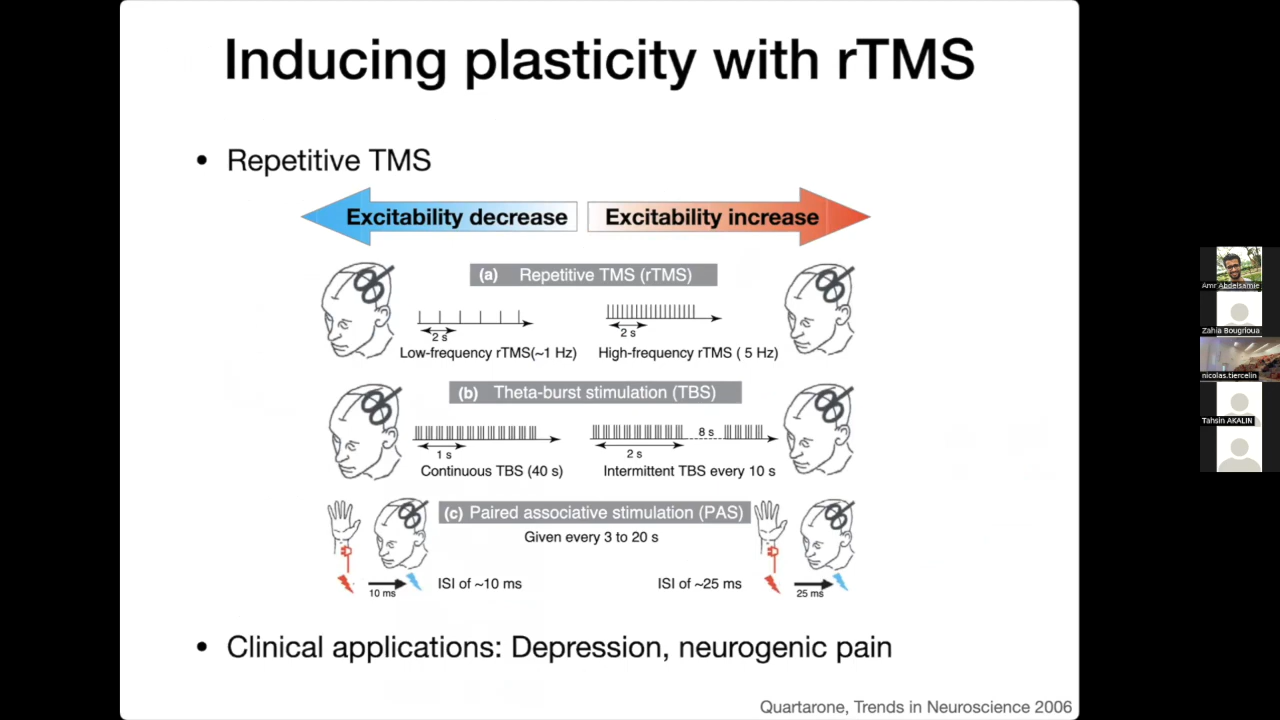 Inducing plasticity with rTMS
• Repetitive TMS
Excitability decrease
Excitability increase
(a) Repetitive TMS (rTMS)
2 s
2 s
Low-frequency rTMS(~1 Hz)
High-frequency rTMS ( 5 Hz)
(b) Theta-burst stimulation (TBS)
8 s
1 s
2 s
Continuous TBS (40 s)
Intermittent TBS every 10 s
(c) Paired associative stimulation (PAS)
Given every 3 to 20 s
ISI of ~10 ms
ISI of ~25 ms
10 ms
25 ms
• Clinical applications: Depression, neurogenic pain
Quartarone, Trends in Neuroscience 2006
Amr Abdelsamie
Zahia Bougrioua
nicolas.tiercelin
Tahsin AKALIN